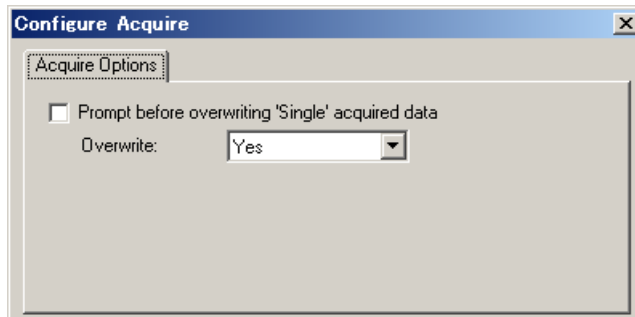 Configure Acquire
Acquire Options
Prompt before overwriting 'Single' acquired data
Overwrite: Yes